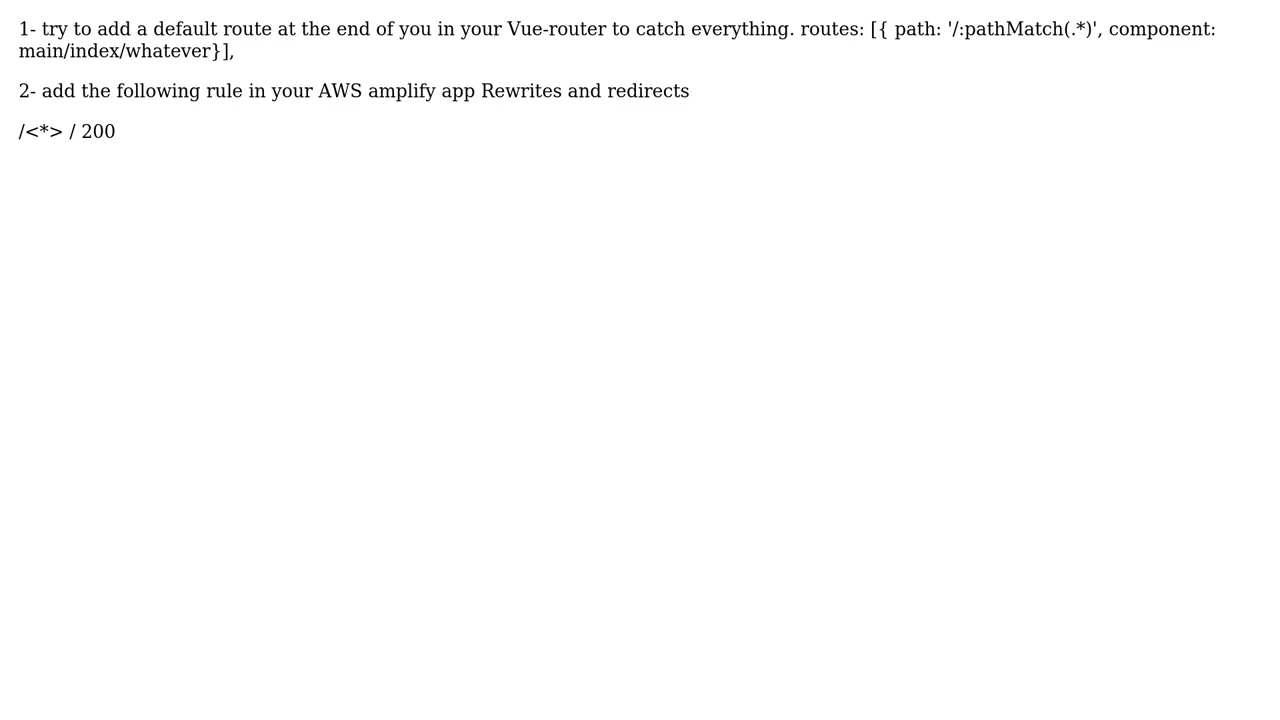 1- try to add a default route at the end of you in your Vue-router to catch everything. routes: [{ path: '/:pathMatch(.*)', component:
main/index/whatever}],
2- add the following rule in your AWS amplify app Rewrites and redirects
/<*> / 200